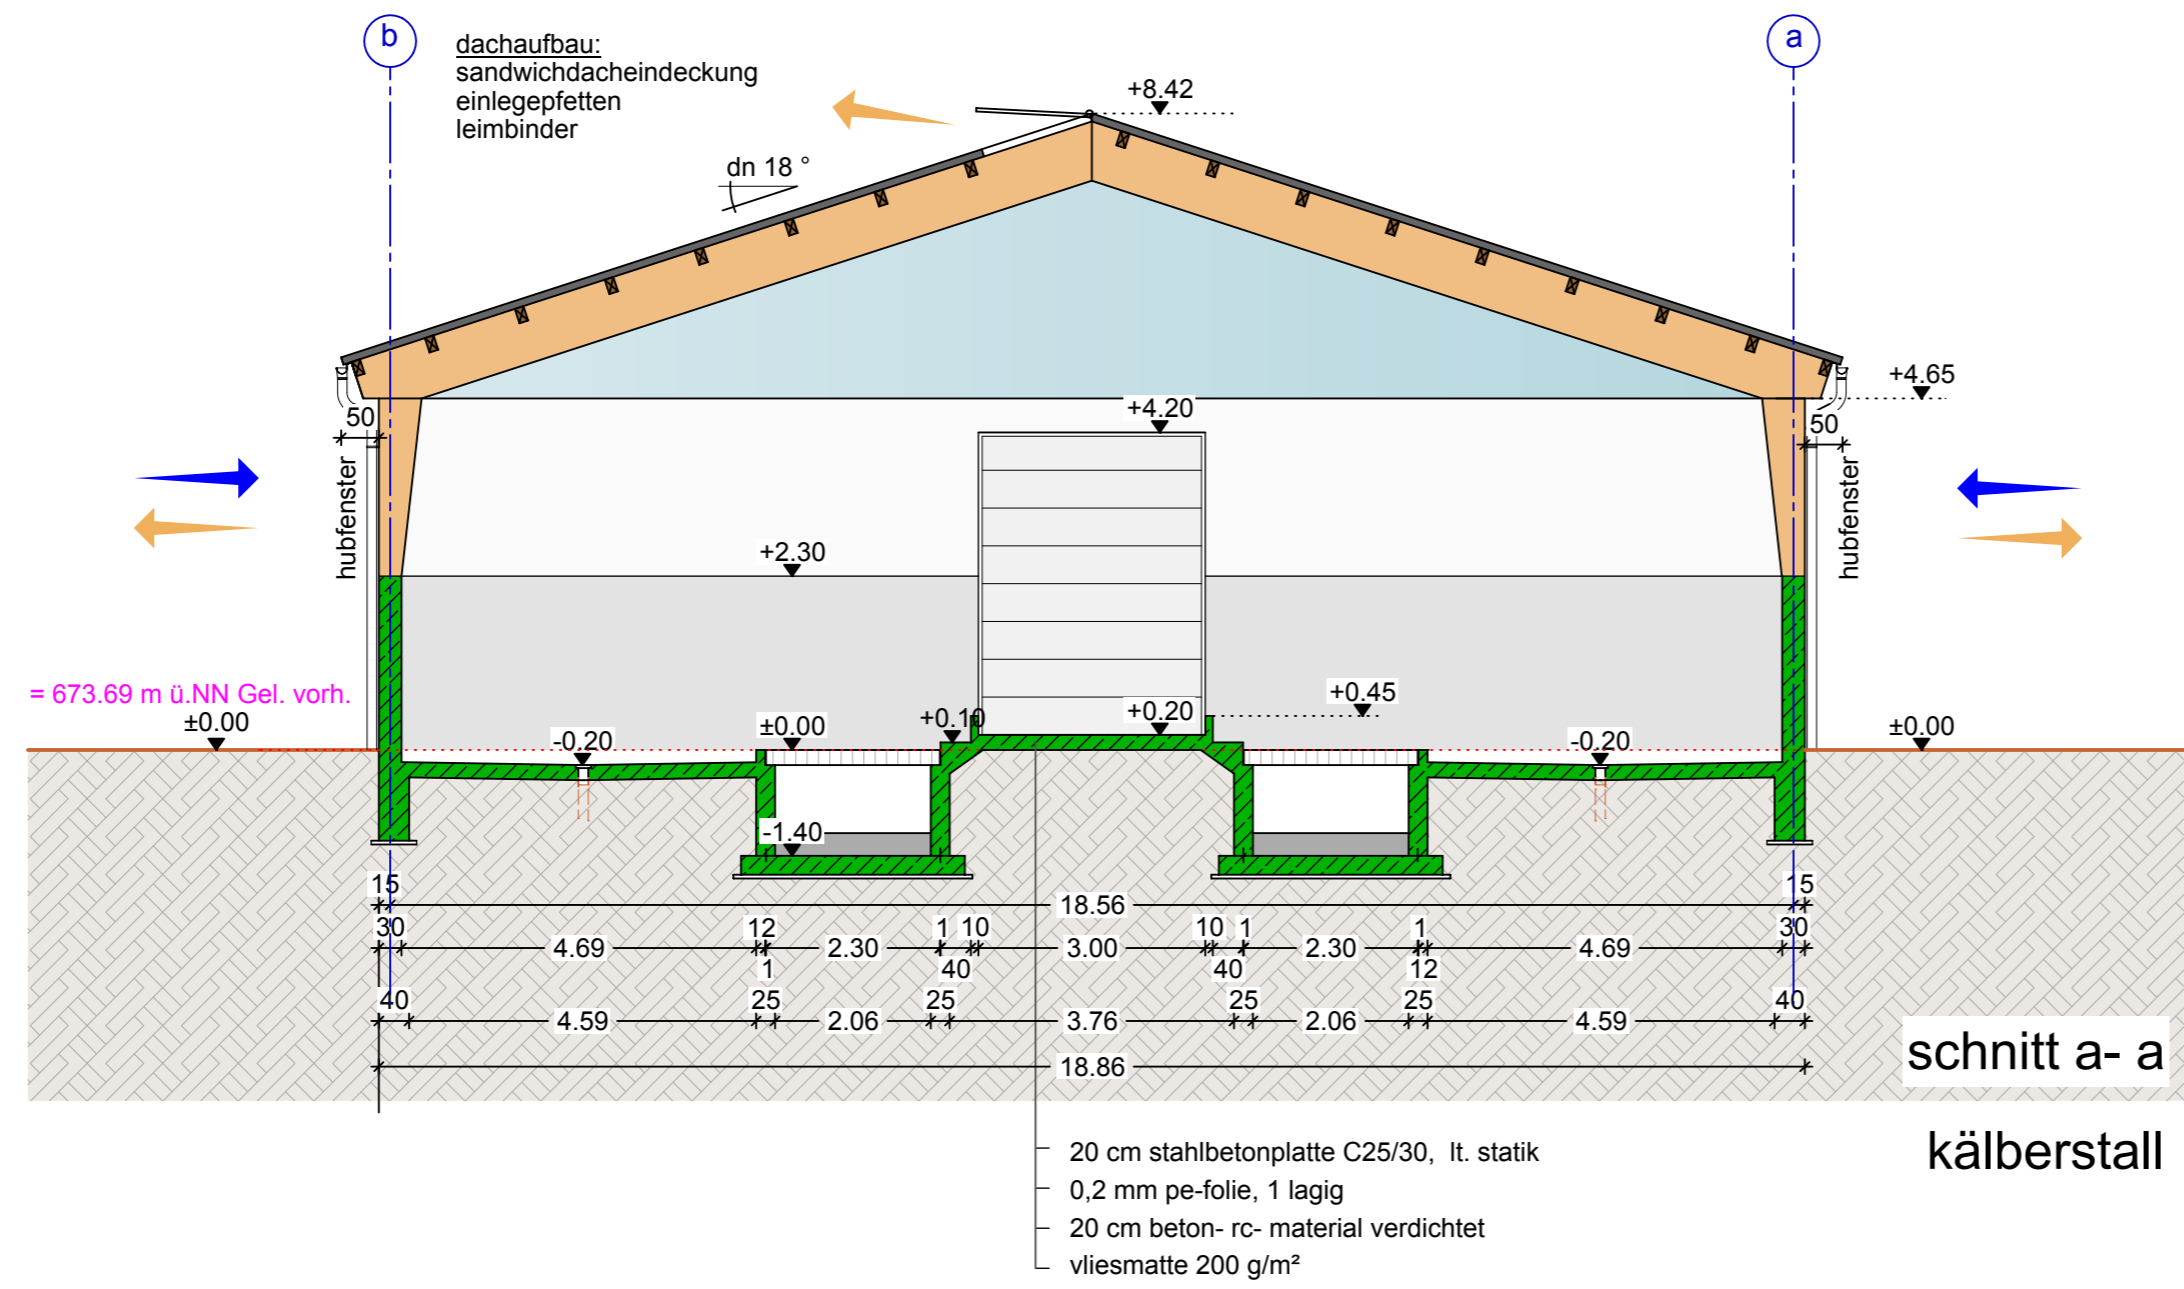 b
a
dachaufbau:
sandwichdacheindeckung
einlegepfetten
leimbinder
+8.42
dn 18 °
+4.65
+4.20
50
50
hubfenster
hubfenster
+2.30
= 673.69 m ü.NN Gel. vorh.
±0.00
-0.20
±0.00
+0.10
+0.20
+0.45
-0.20
±0.00
-1.40
15
18.56
15
30
4.69
12
1
2.30
1
40
10
3.00
10
40
1
2.30
1
12
4.69
30
40
4.59
25
2.06
25
3.76
25
2.06
25
4.59
40
18.86
schnitt a- a
kälberstall
20 cm stahlbetonplatte C25/30, lt. statik
0,2 mm pe-folie, 1 lagig
20 cm beton- rc- material verdichtet
vliesmatte 200 g/m²